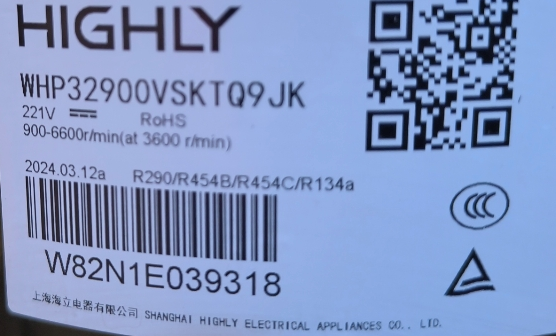 HIGHLY
WHP32900VSKTQ9JK
221V
RoHS
900-6600r/min(at 3600 r/min)
2024.03.12a R290/R454B/R454C/R134a
CCC
W82N1E039318
上海海立电器有限公司 SHANGHAI HIGHLY ELECTRICAL APPLIANCES CO., LTD.